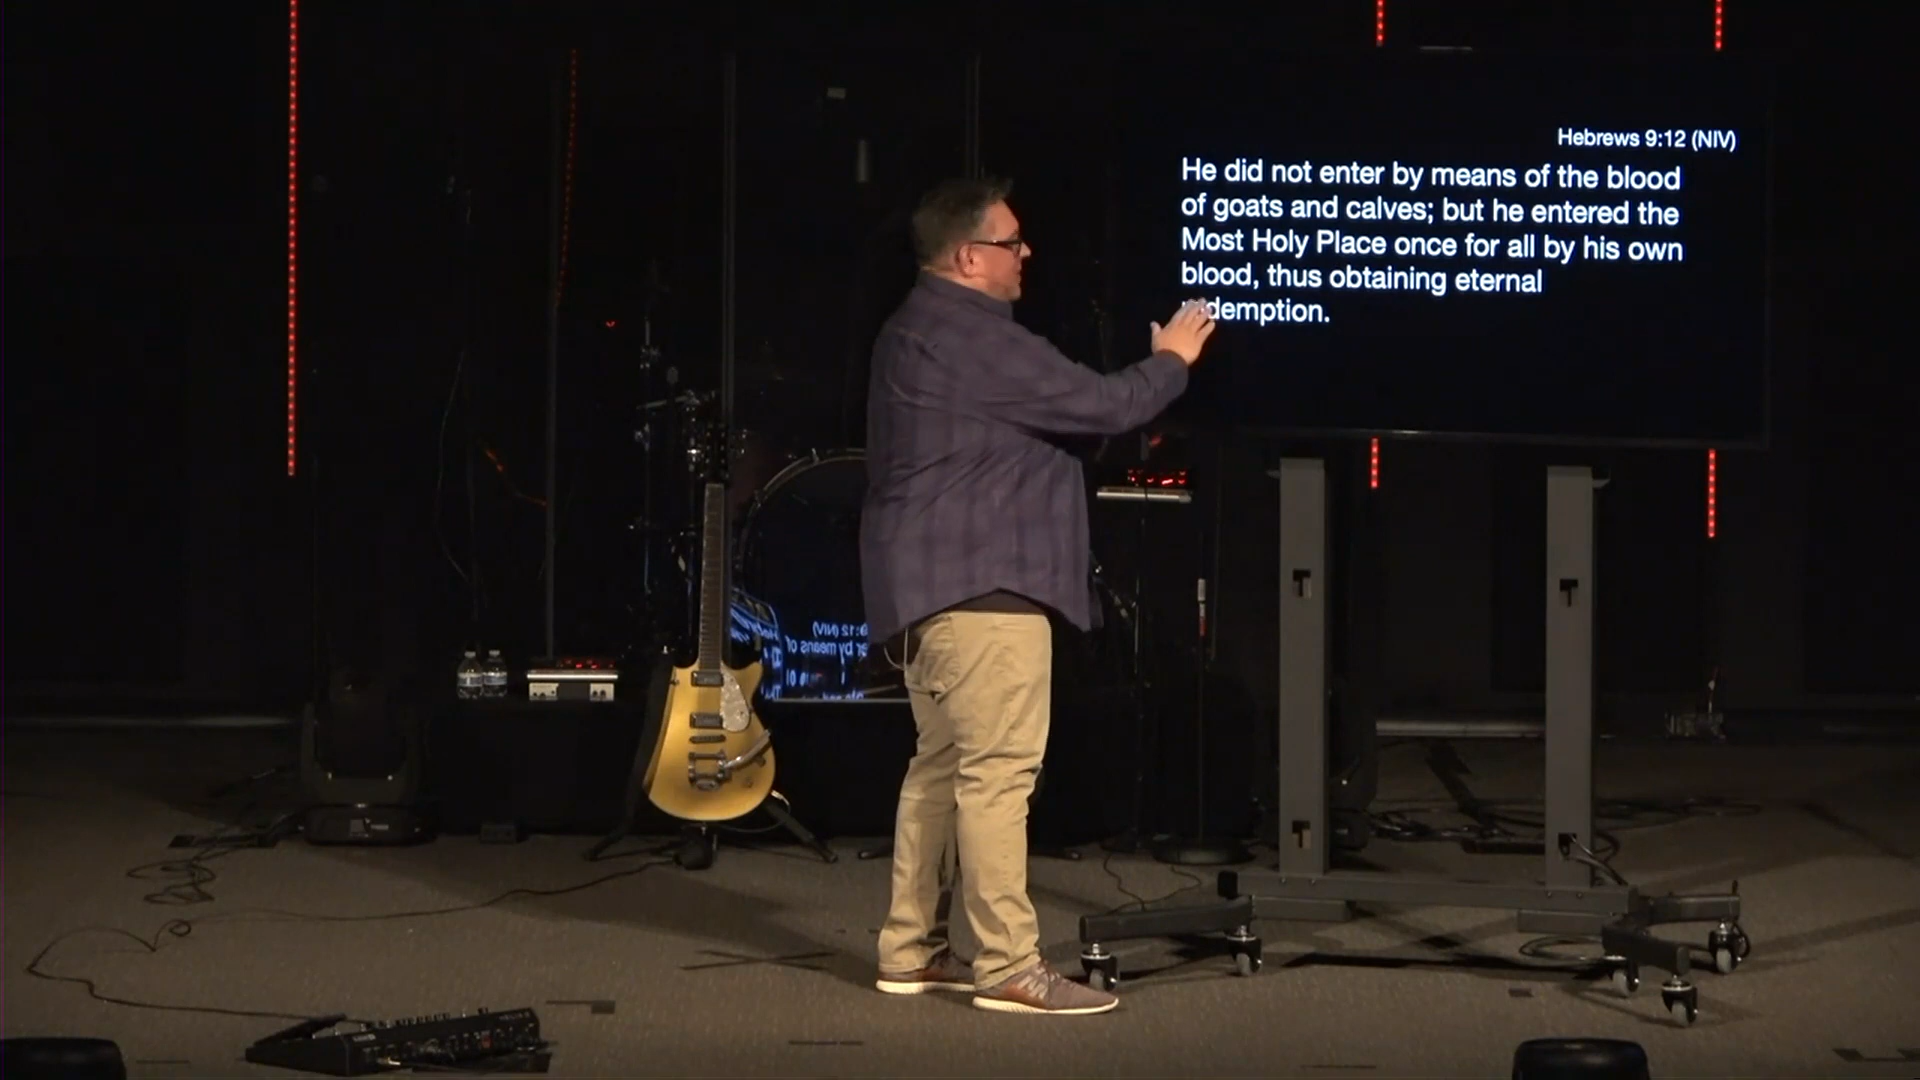 Hebrews 9:12 (NIV)
He did not enter by means of the blood
of goats and calves; but he entered the
Most Holy Place once for all by his own
blood, thus obtaining eternal
demption.